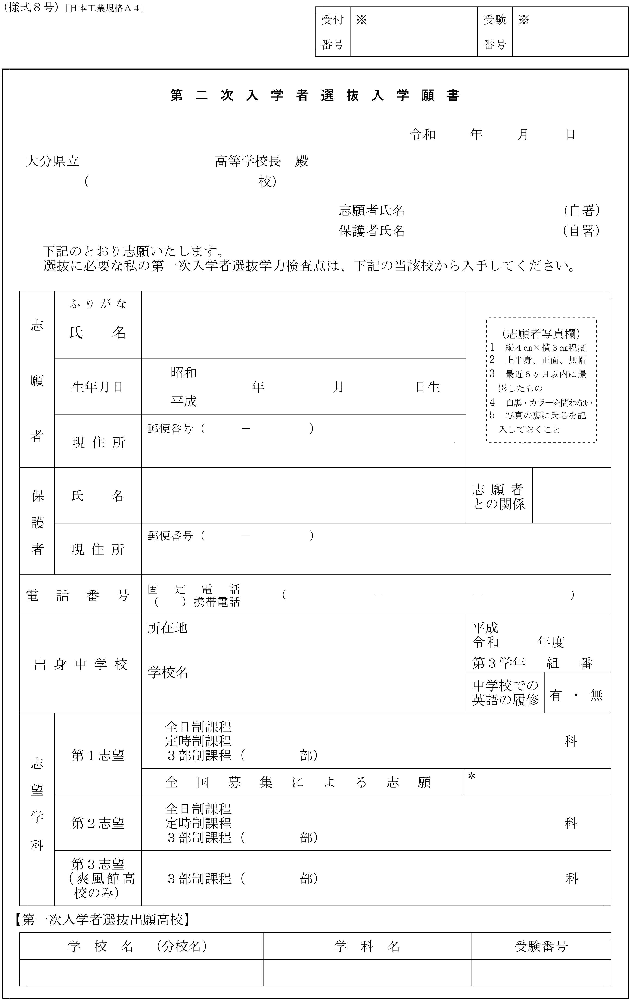 （様式８号）［日本工業規格Ａ４］
受付番号 ※ 受験番号 ※
第二次入学者選抜入学願書
令和　　年　　月　　日
大分県立　　　　　　高等学校長　殿
（　　　　　　　　校）
志願者氏名　　　　　　（自署）
保護者氏名　　　　　　（自署）
下記のとおり志願いたします。
選抜に必要な私の第一次入学者選抜学力検査点は、下記の当該校から入手してください。
志願者
ふりがな
氏　　名
（志願者写真欄）
1　縦４㎝×横３㎝程度
2　上半身、正面、無帽
3　最近６ヶ月以内に撮
影したもの
4　白黒・カラーを問わない
5　写真の裏に氏名を記
入しておくこと
生年月日
昭和
平成
年　　　月　　　日生
現住所
郵便番号（　　－　　　　）
保護者
氏　　名
志願者
との関係
現住所
郵便番号（　　－　　　　）
電話番号
固定電話
（　　）携帯電話
（　　　　－　　　　－　　　　）
出身中学校
所在地
学校名
平成
令和　　　年度
第３学年　組　番
中学校での
英語の履修
有・無
志望学科
第１志望
全日制課程
定時制課程
３部制課程（　　　部）
科
全国募集による志願
＊
第２志望
全日制課程
定時制課程
３部制課程（　　　部）
科
第３志望
（爽風館高
校のみ）
３部制課程（　　　部）
科
【第一次入学者選抜出願高校】
学　校　名　（分校名）　学　科　名　受験番号